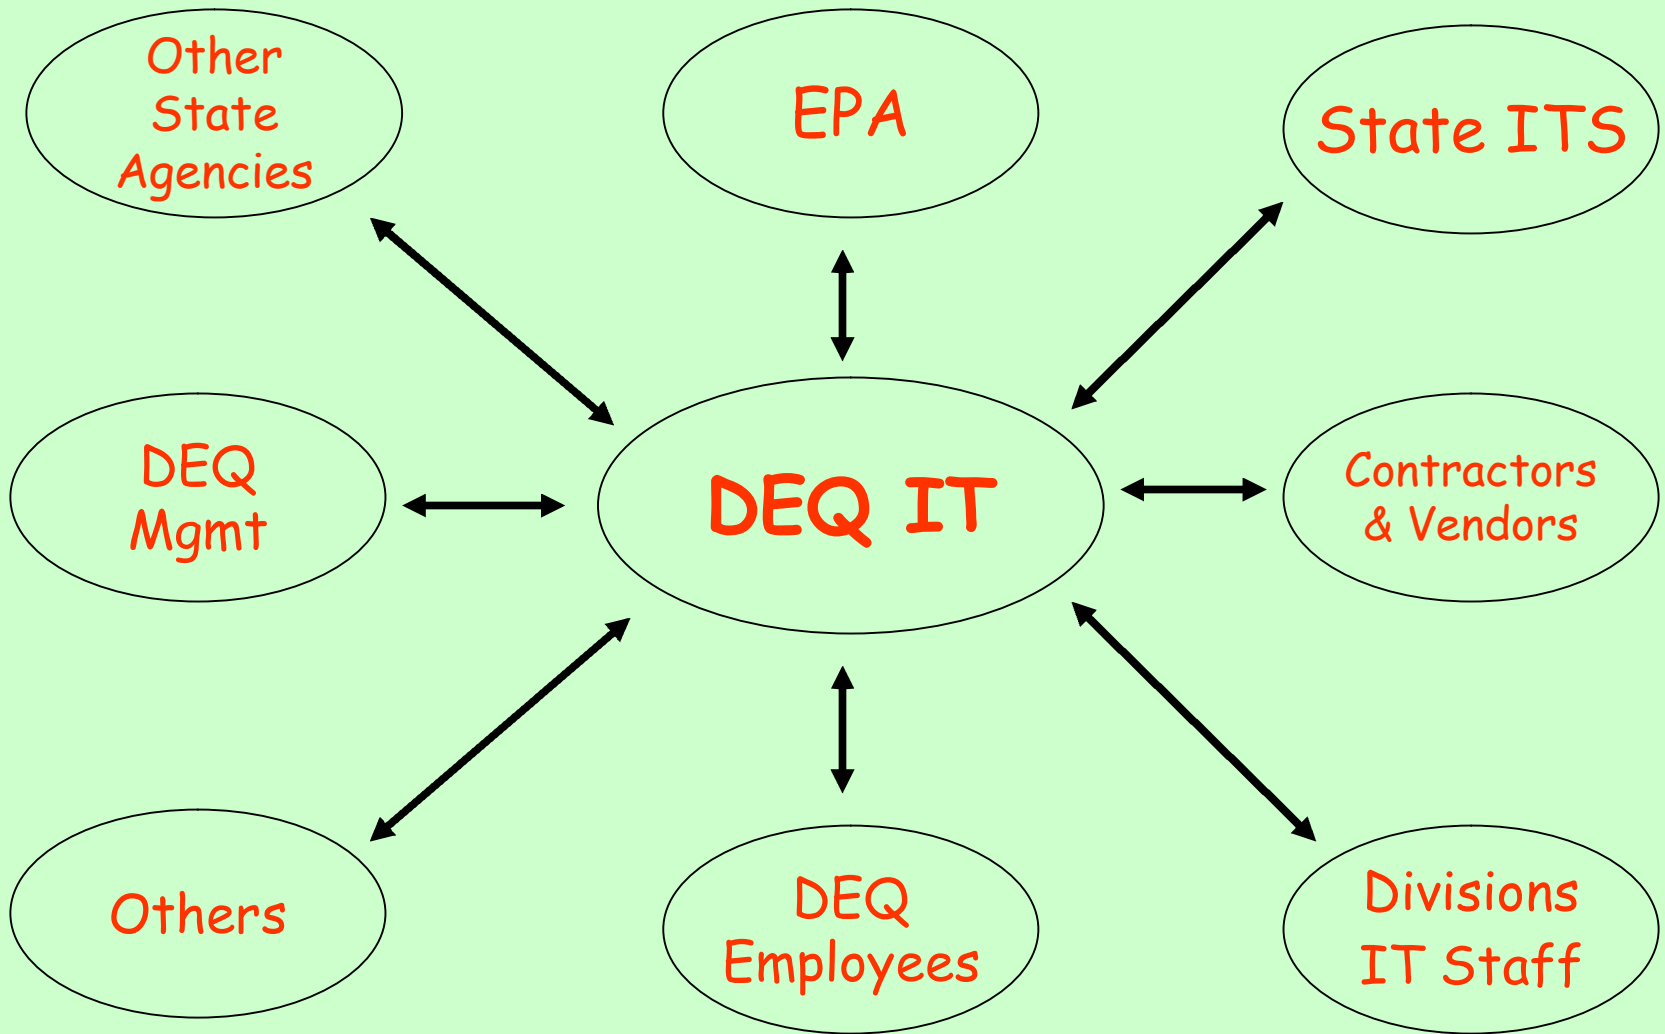 Other
State
Agencies
EPA
State ITS
DEQ
Mgmt
DEQ IT
Contractors
& Vendors
Others
DEQ
Employees
Divisions
IT Staff